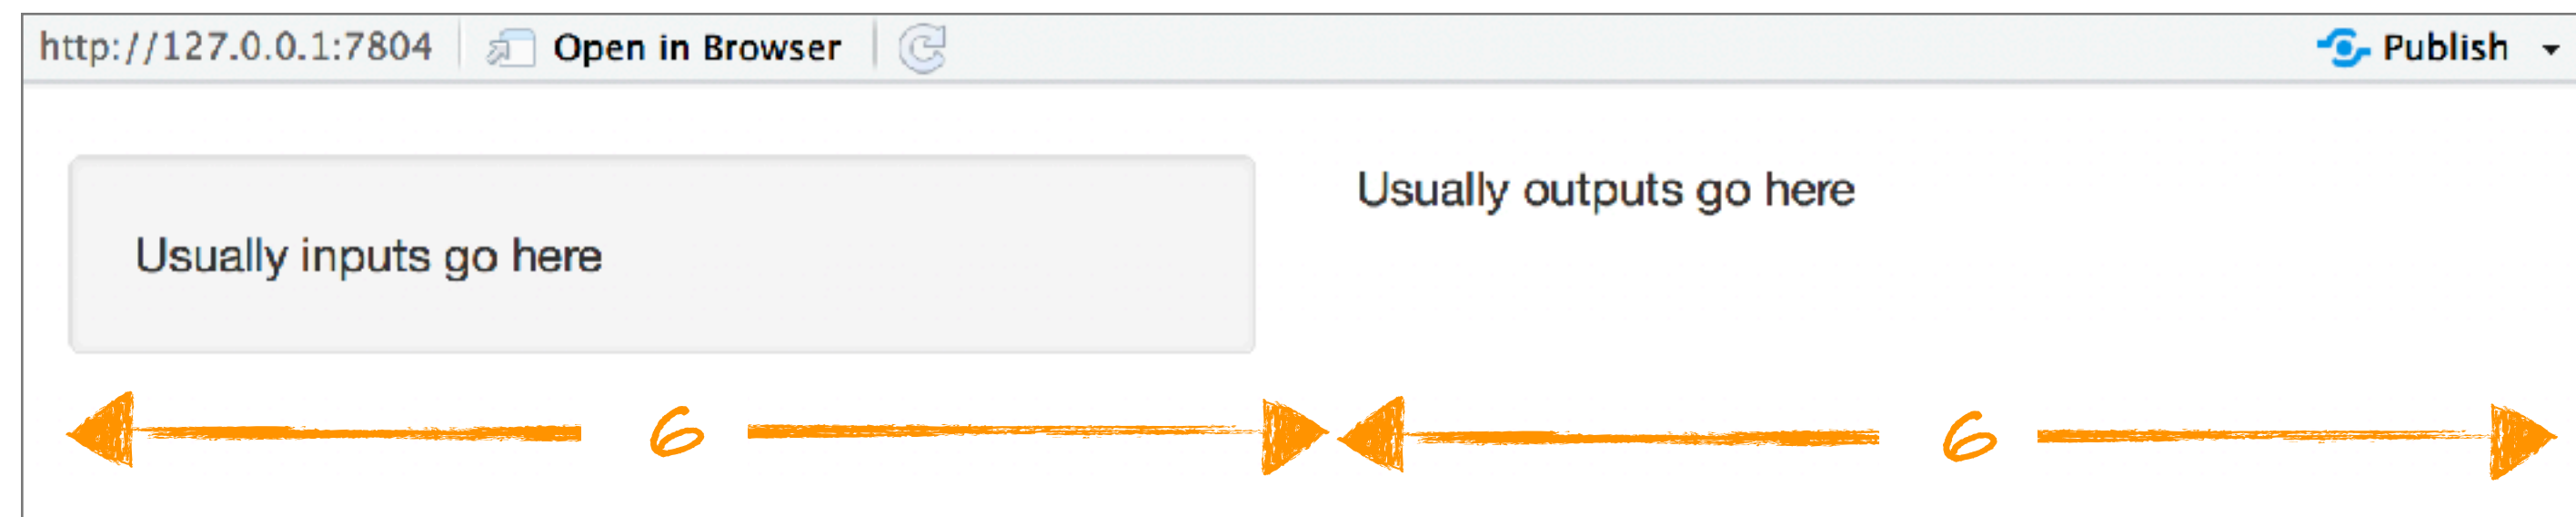 http://127.0.0.1:7804 Open in Browser Publish
Usually inputs go here
Usually outputs go here
6 6